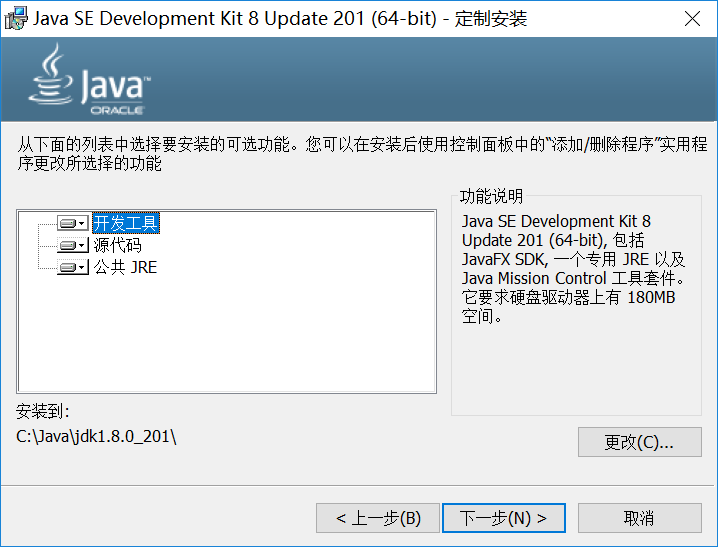 Java SE Development Kit 8 Update 201 (64-bit) - 定制安装
Java™
ORACLE
从下面的列表中选择要安装的可选功能。您可以在安装后使用控制面板中的“添加/删除程序”实用程
序更改所选择的功能
开发工具
源代码
公共 JRE
功能说明
Java SE Development Kit 8
Update 201 (64-bit), 包括
JavaFX SDK, 一个专用 JRE 以及
Java Mission Control 工具套件。
它要求硬盘驱动器上有 180MB
空间。
安装到:
C:\Java\jdk1.8.0_201\
更改(C)...
< 上一步(B)
下一步(N) >
取消